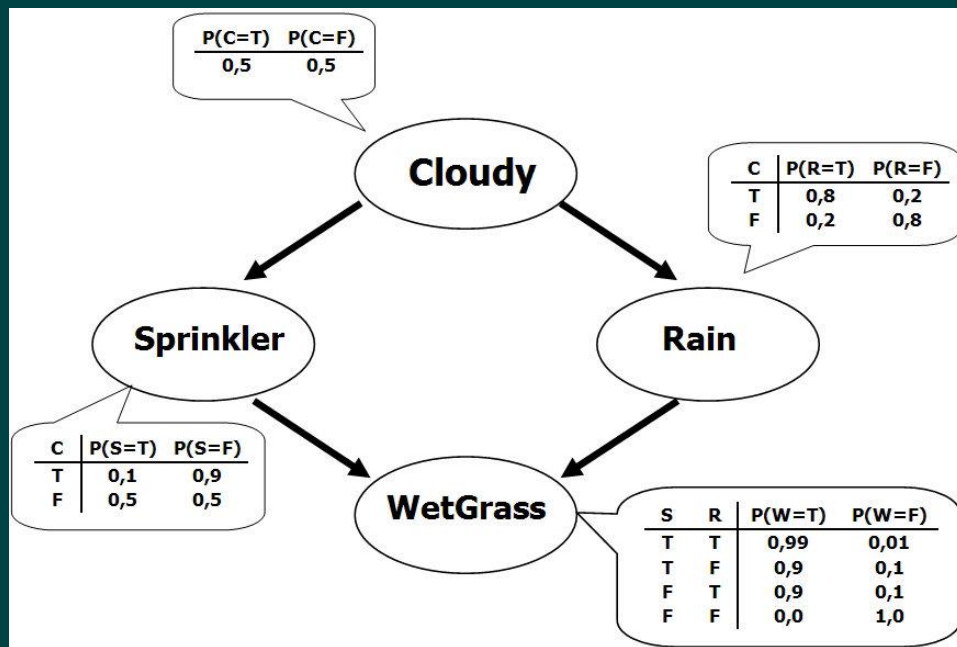 P(C=T) P(C=F)
0,5 0,5
Cloudy
C P(R=T) P(R=F)
T 0,8 0,2
F 0,2 0,8
Sprinkler
Rain
C P(S=T) P(S=F)
T 0,1 0,9
F 0,5 0,5
WetGrass
S R P(W=T) P(W=F)
T T 0,99 0,01
T F 0,9 0,1
F T 0,9 0,1
F F 0,0 1,0